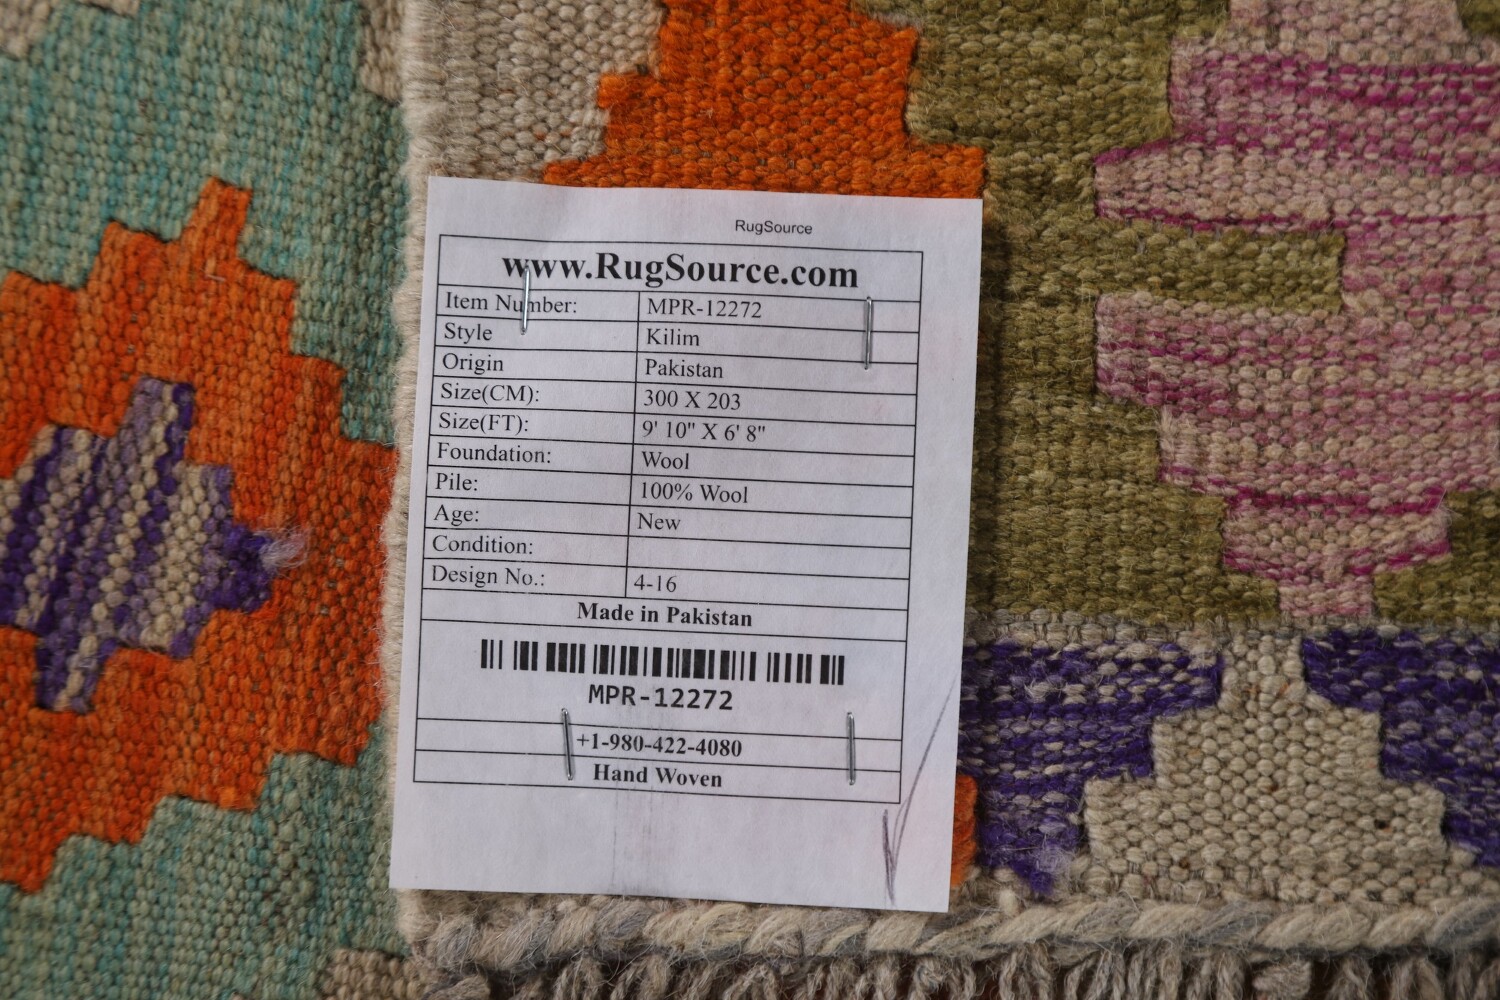 RugSource
www.RugSource.com
Item Number: MPR-12272
Style Kilim
Origin Pakistan
Size(CM): 300 X 203
Size(FT): 9' 10" X 6' 8"
Foundation: Wool
Pile: 100% Wool
Age: New
Condition:
Design No.: 4-16
Made in Pakistan
MPR-12272
+1-980-422-4080
Hand Woven